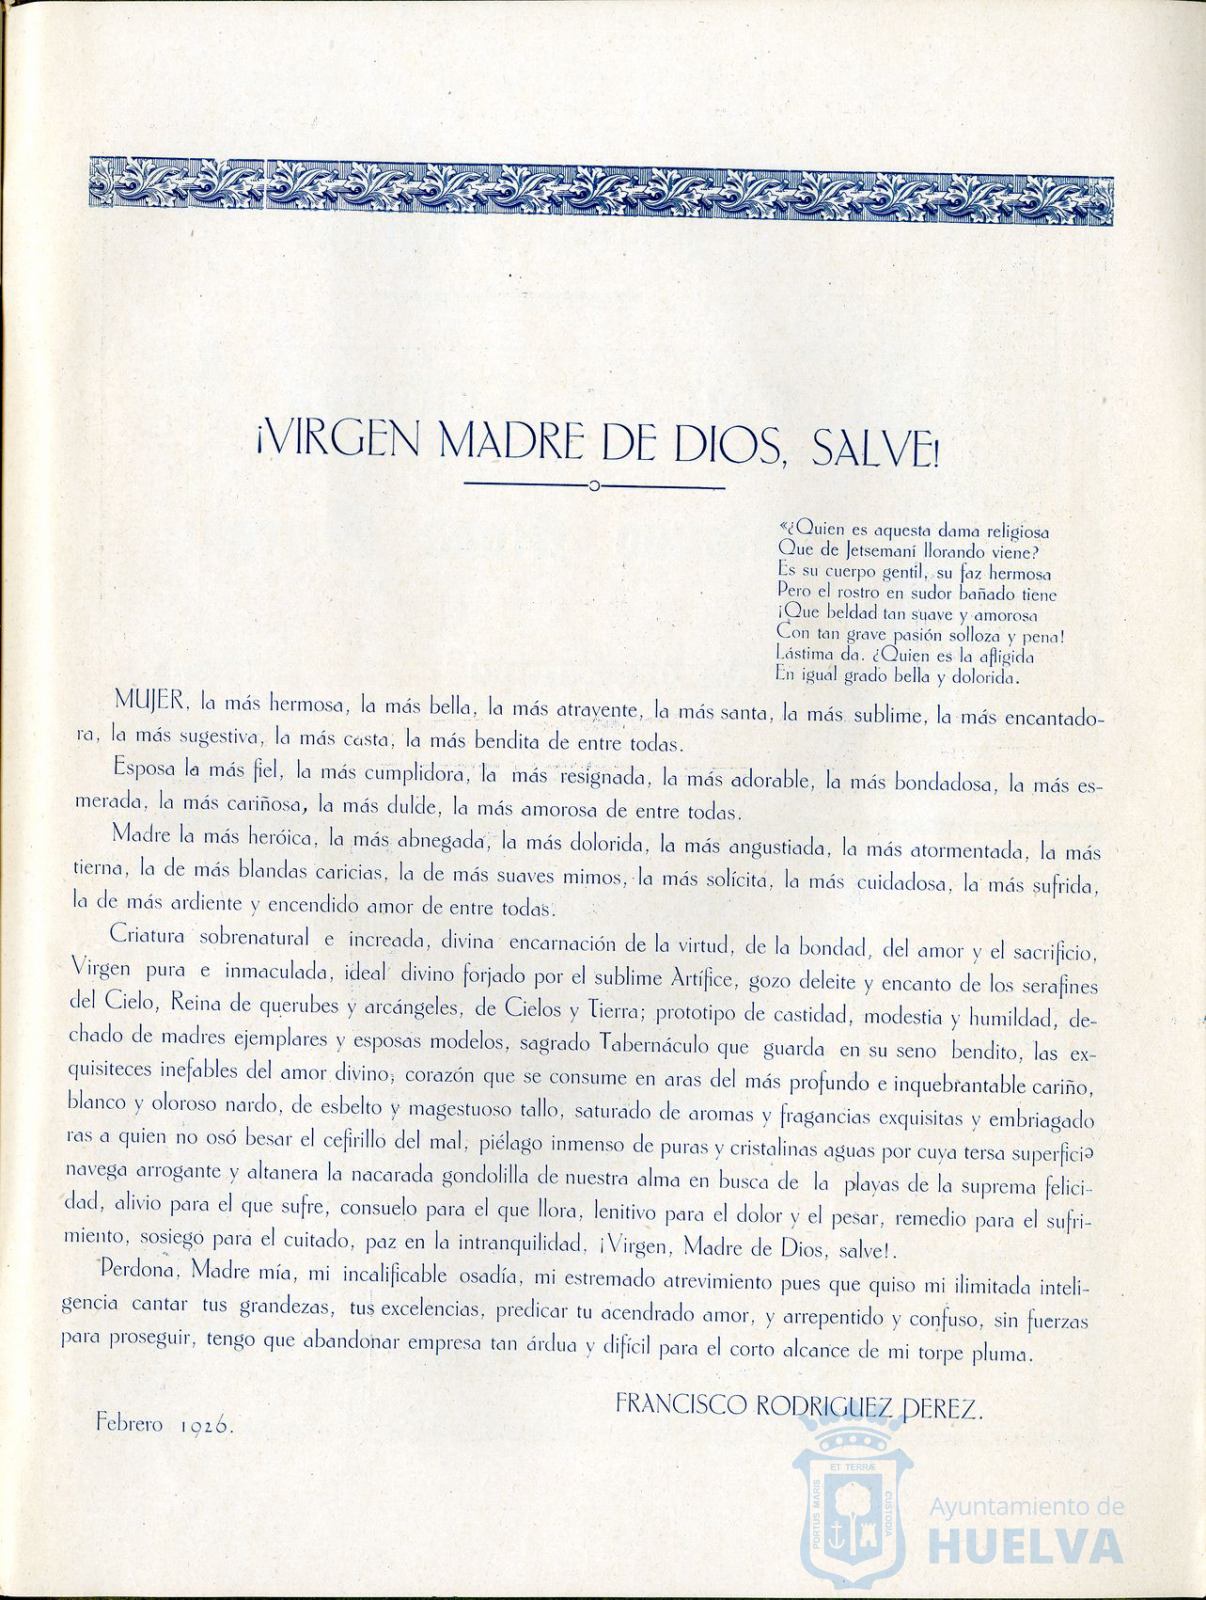 ¡VIRGEN MADRE DE DIOS, SALVE!
«¿Quien es aquesta dama religiosa
Que de Jetsemaní llorando viene?
Es su cuerpo gentil, su faz hermosa
Pero el rostro en sudor bañado tiene
¡Que beldad tan suave y amorosa
Con tan grave pasión solloza y pena!
Lástima da. ¿Quien es la afligida
En igual grado bella y dolorida.
MUJER, la más hermosa, la más bella, la más atrayente, la más santa, la más sublime, la más encantado-
ra, la más sugestiva, la más casta, la más bendita de entre todas.
Esposa la más fiel, la más cumplidora, la más resignada, la más adorable, la más bondadosa, la más es-
merada, la más cariñosa, la más dulde, la más amorosa de entre todas.
Madre la más heróica, la más abnegada, la más dolorida, la más angustiada, la más atormentada, la más
tierna, la de más blandas caricias, la de más suaves mimos, la más solícita, la más cuidadosa, la más sufrida,
la de más ardiente y encendido amor de entre todas.
Criatura sobrenatural e increada, divina encarnación de la virtud, de la bondad, del amor y el sacrificio,
Virgen pura e inmaculada, ideal divino forjado por el sublime Artífice, gozo deleite y encanto de los serafines
del Cielo, Reina de querubes y arcángeles, de Cielos y Tierra; prototipo de castidad, modestia y humildad, de-
chado de madres ejemplares y esposas modelos, sagrado Tabernáculo que guarda en su seno bendito, las ex-
quisiteces inefables del amor divino; corazón que se consume en aras del más profundo e inquebrantable cariño,
blanco y oloroso nardo, de esbelto y magestuoso tallo, saturado de aromas y fragancias exquisitas y embriagado
ras a quien no osó besar el cefirillo del mal, piélago inmenso de puras y cristalinas aguas por cuya tersa superficie
navega arrogante y altanera la nacarada gondolilla de nuestra alma en busca de la playas de la suprema felici-
dad, alivio para el que sufre, consuelo para el que llora, lenitivo para el dolor y el pesar, remedio para el sufri-
miento, sosiego para el cuitado, paz en la intranquilidad, ¡Virgen, Madre de Dios, salve!.
Perdona, Madre mía, mi incalificable osadía, mi estremado atrevimiento pues que quiso mi ilimitada inteli-
gencia cantar tus grandezas, tus excelencias, predicar tu acendrado amor, y arrepentido y confuso, sin fuerzas
para proseguir, tengo que abandonar empresa tan árdua y difícil para el corto alcance de mi torpe pluma.
FRANCISCO RODRIGUEZ PEREZ.
Febrero 1926.
PORTUS MARIS
ET TERRÆ
CUSTODIA
Ayuntamiento de
HUELVA